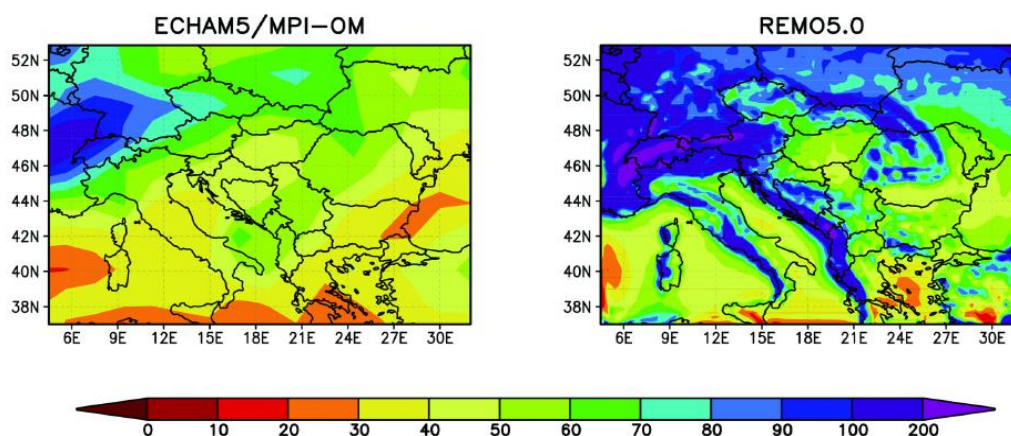 ECHAM5/MPI-OM
REMO5.0
52N
50N
48N
46N
44N
42N
40N
38N
6E 9E 12E 15E 18E 21E 24E 27E 30E
52N
50N
48N
46N
44N
42N
40N
38N
6E 9E 12E 15E 18E 21E 24E 27E 30E
0 10 20 30 40 50 60 70 80 90 100 200